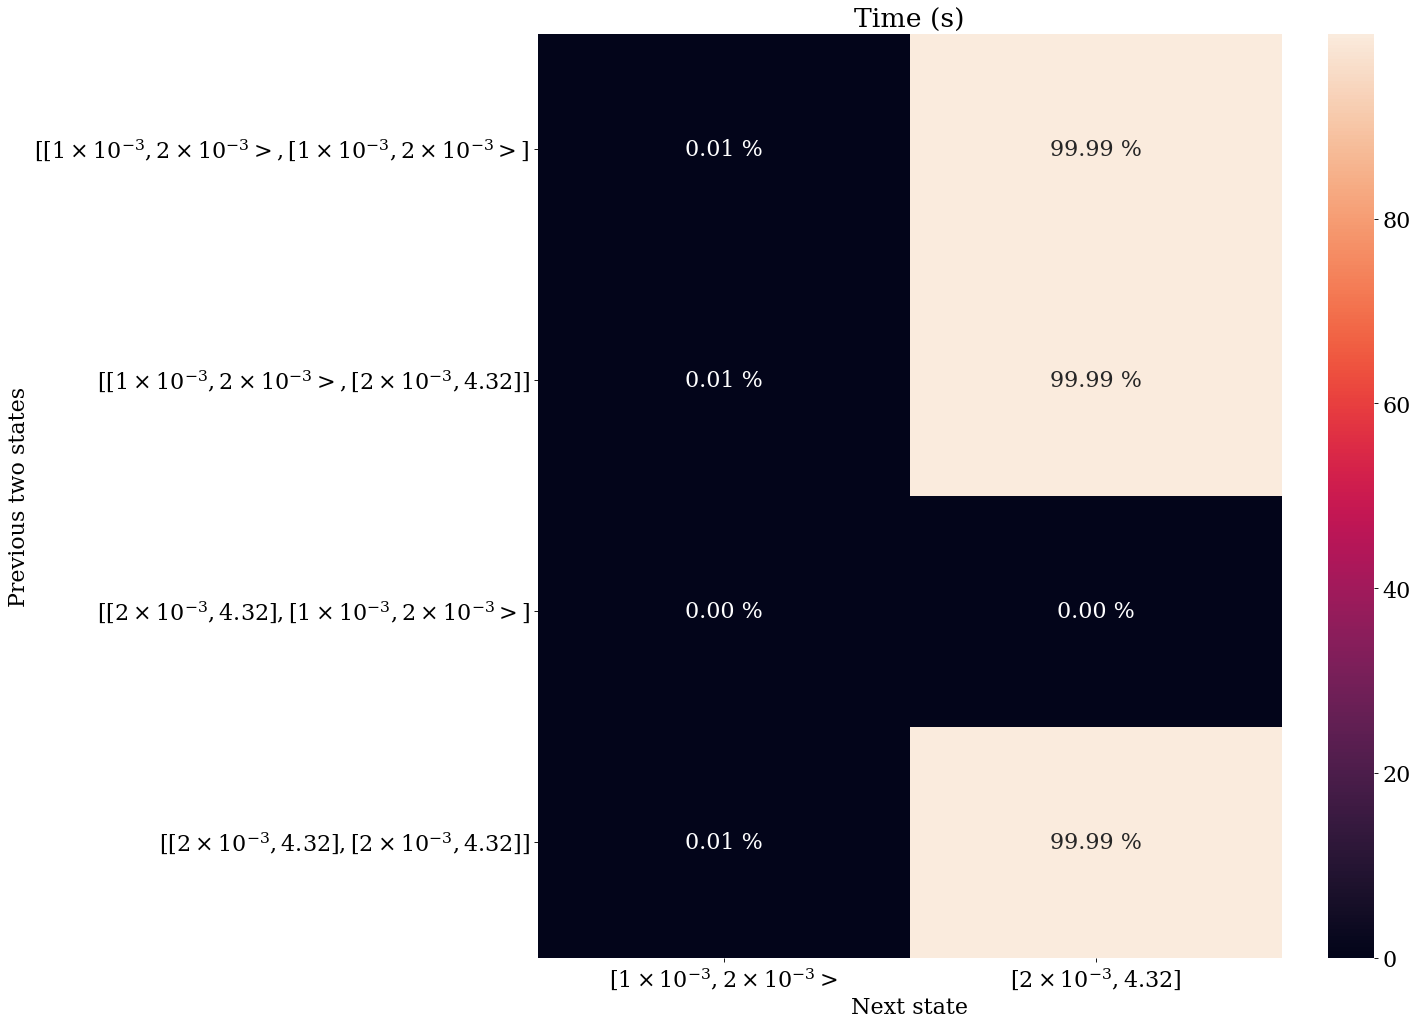 Time (s)
[[1 × 10⁻³, 2 × 10⁻³ >, [1 × 10⁻³, 2 × 10⁻³ >]
0.01 %
99.99 %
80
[[1 × 10⁻³, 2 × 10⁻³ >, [2 × 10⁻³, 4.32]]
0.01 %
99.99 %
60
Previous two states
40
[[2 × 10⁻³, 4.32], [1 × 10⁻³, 2 × 10⁻³ >]
0.00 %
0.00 %
20
[[2 × 10⁻³, 4.32], [2 × 10⁻³, 4.32]]
0.01 %
99.99 %
0
[1 × 10⁻³, 2 × 10⁻³ >
[2 × 10⁻³, 4.32]
Next state